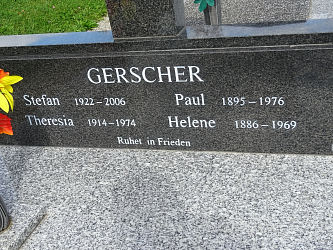 GERSCHER
Stefan 1922 – 2006 Paul 1895 – 1976
Theresia 1914 – 1974 Helene 1886 – 1969
Ruhet in Frieden